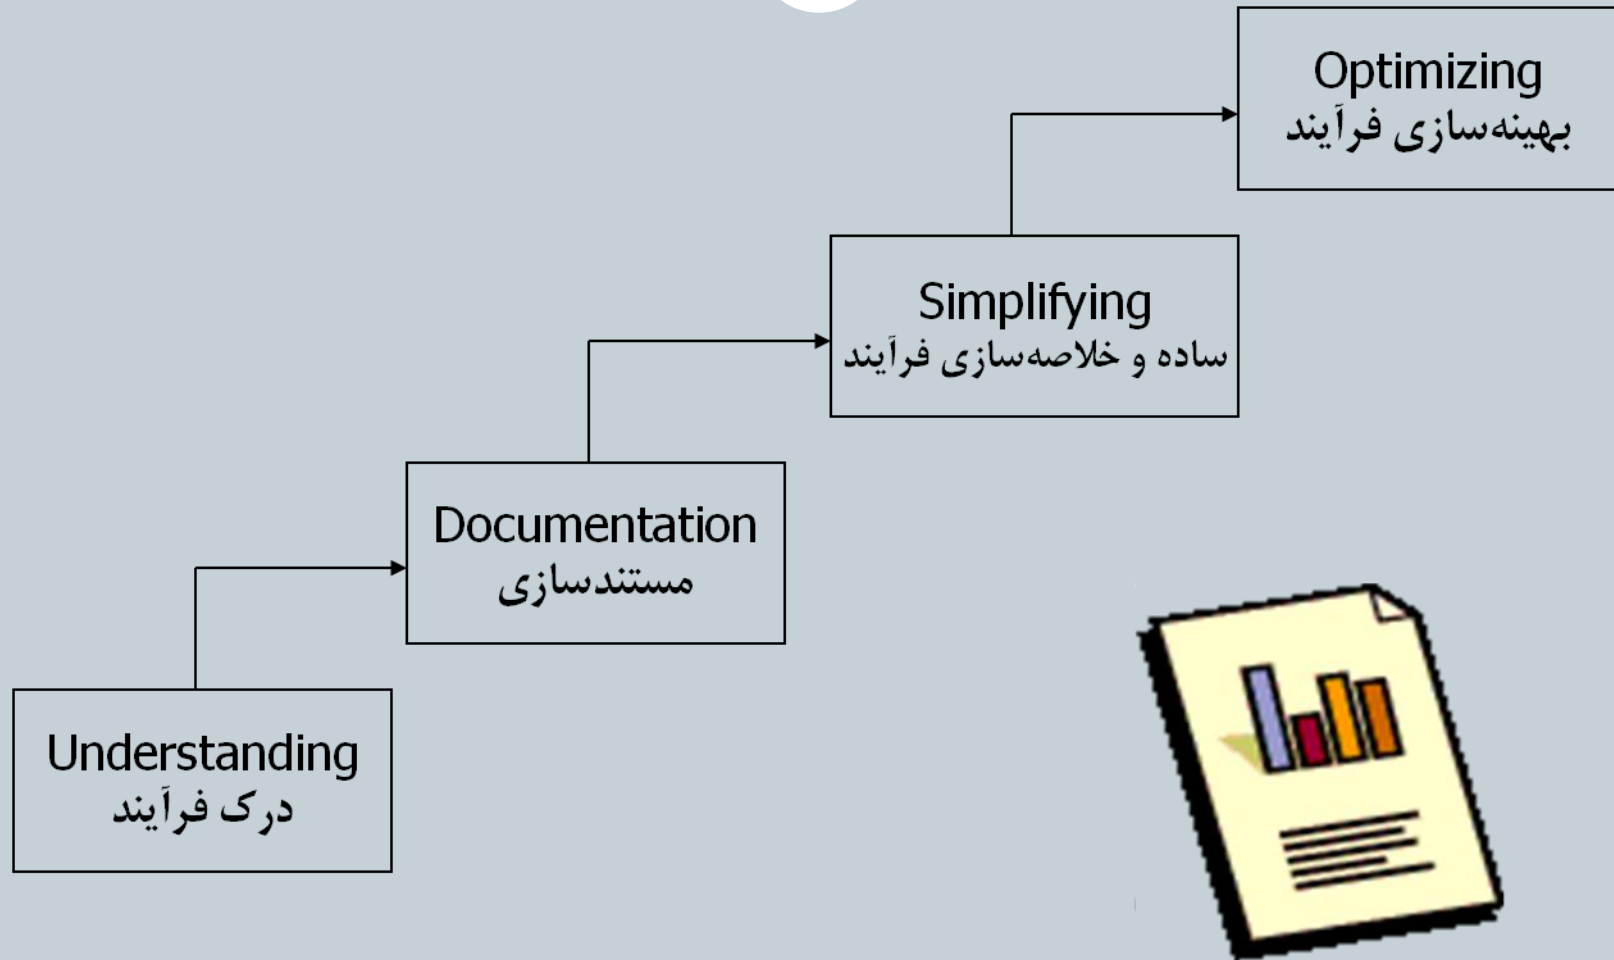 Optimizing
بهینه‌سازی فرآیند
Simplifying
ساده و خلاصه‌سازی فرآیند
Documentation
مستندسازی
Understanding
درک فرآیند